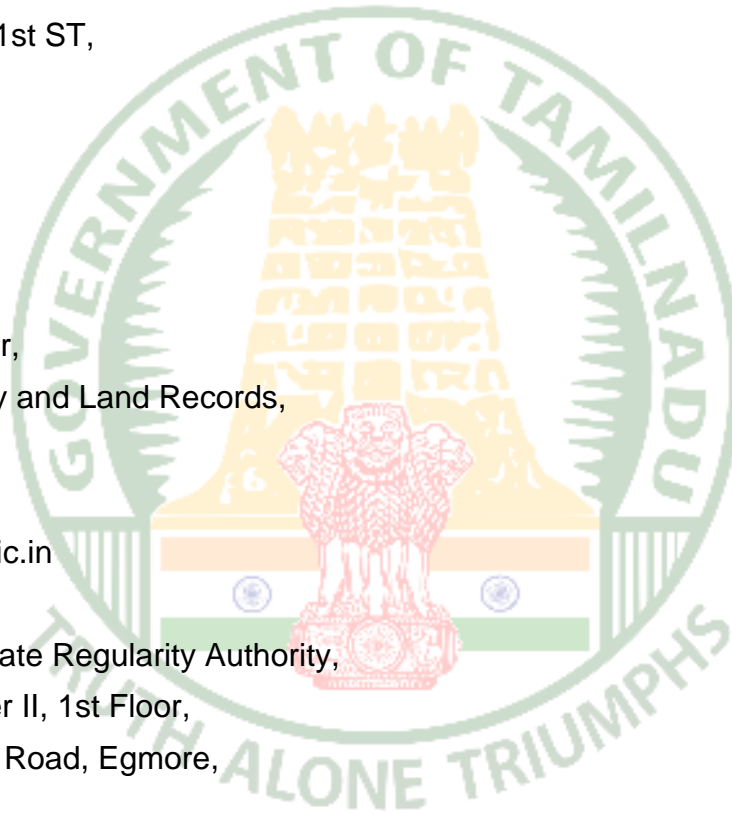 1st ST,
GOVERNMENT OF TAMILNADU
r,
y and Land Records,
ic.in
ate Regularity Authority,
er II, 1st Floor,
Road, Egmore,
TRUTH ALONE TRIUMPHS